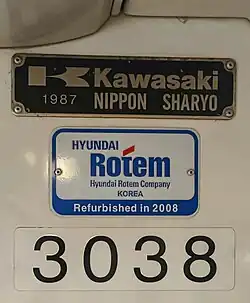 Kawasaki
1987 NIPPON SHARYO
HYUNDAI
Rotem
Hyundai Rotem Company
KOREA
Refurbished in 2008
3038